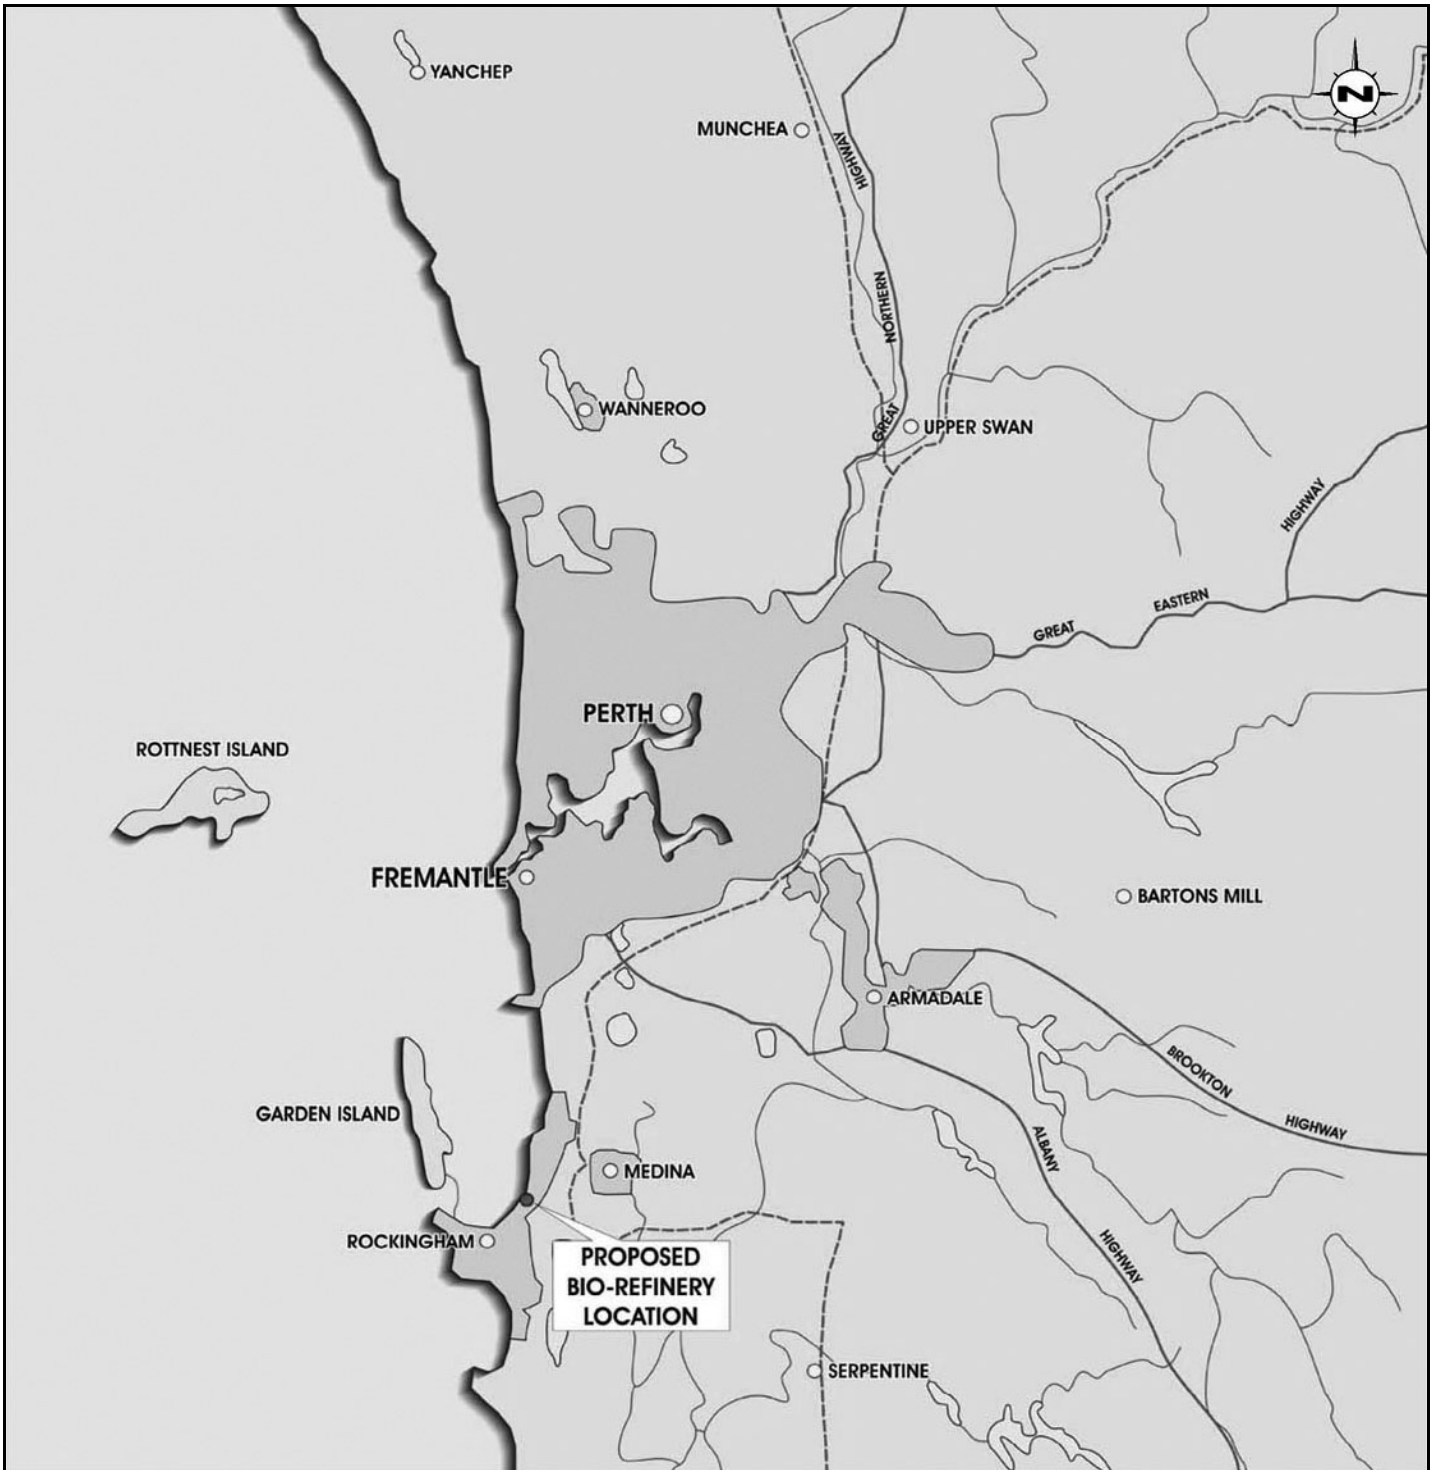 YANCHEP
N
MUNCHEA
HIGHWAY
NORTHERN
GREAT
WANNEROO
UPPER SWAN
HIGHWAY
EASTERN
GREAT
PERTH
ROTTNEST ISLAND
FREMANTLE
BARTONS MILL
ARMADALE
BROOKTON
HIGHWAY
GARDEN ISLAND
ALBANY
HIGHWAY
MEDINA
ROCKINGHAM
PROPOSED
BIO-REFINERY
LOCATION
SERPENTINE